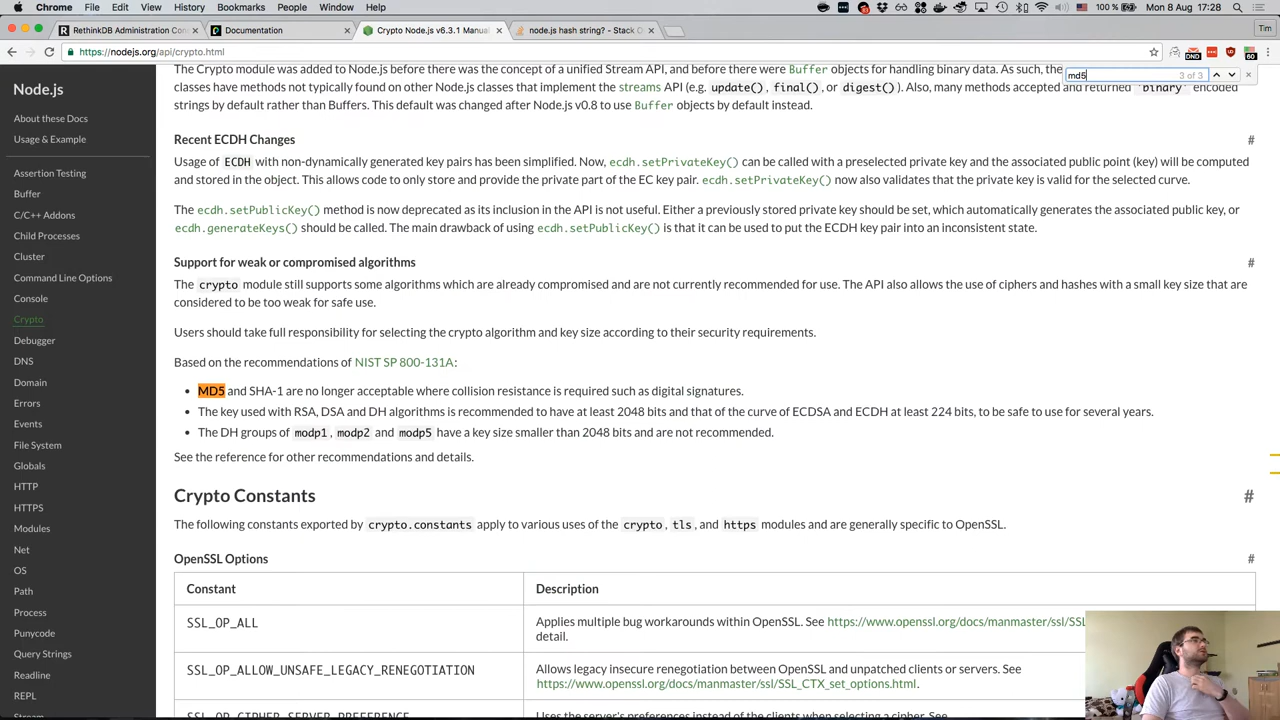 Chrome File Edit View History Bookmarks People Window Help
100 % Mon 8 Aug 17:28
RethinkDB Administration Con
Documentation
Crypto Node.js v6.3.1 Manual
node.js hash string? - Stack O
Tim
https://nodejs.org/api/crypto.html
md5 3 of 3
Node.js
About these Docs
Usage & Example
Assertion Testing
Buffer
C/C++ Addons
Child Processes
Cluster
Command Line Options
Console
Crypto
Debugger
DNS
Domain
Errors
Events
File System
Globals
HTTP
HTTPS
Modules
Net
OS
Path
Process
Punycode
Query Strings
Readline
REPL
Stream
The Crypto module was added to Node.js before there was the concept of a unified Stream API, and before there were Buffer objects for handling binary data. As such, the
classes have methods not typically found on other Node.js classes that implement the streams API (e.g. update(), final(), or digest()). Also, many methods accepted and returned 'binary' encoded
strings by default rather than Buffers. This default was changed after Node.js v0.8 to use Buffer objects by default instead.
Recent ECDH Changes #
Usage of ECDH with non-dynamically generated key pairs has been simplified. Now, ecdh.setPrivateKey() can be called with a preselected private key and the associated public point (key) will be computed
and stored in the object. This allows code to only store and provide the private part of the EC key pair. ecdh.setPrivateKey() now also validates that the private key is valid for the selected curve.
The ecdh.setPublicKey() method is now deprecated as its inclusion in the API is not useful. Either a previously stored private key should be set, which automatically generates the associated public key, or
ecdh.generateKeys() should be called. The main drawback of using ecdh.setPublicKey() is that it can be used to put the ECDH key pair into an inconsistent state.
Support for weak or compromised algorithms #
The crypto module still supports some algorithms which are already compromised and are not currently recommended for use. The API also allows the use of ciphers and hashes with a small key size that are
considered to be too weak for safe use.
Users should take full responsibility for selecting the crypto algorithm and key size according to their security requirements.
Based on the recommendations of NIST SP 800-131A:
• MD5 and SHA-1 are no longer acceptable where collision resistance is required such as digital signatures.
• The key used with RSA, DSA and DH algorithms is recommended to have at least 2048 bits and that of the curve of ECDSA and ECDH at least 224 bits, to be safe to use for several years.
• The DH groups of modp1, modp2 and modp5 have a key size smaller than 2048 bits and are not recommended.
See the reference for other recommendations and details.
Crypto Constants #
The following constants exported by crypto.constants apply to various uses of the crypto, tls, and https modules and are generally specific to OpenSSL.
OpenSSL Options #
Constant Description
SSL_OP_ALL Applies multiple bug workarounds within OpenSSL. See https://www.openssl.org/docs/manmaster/ssl/SSL
detail.
SSL_OP_ALLOW_UNSAFE_LEGACY_RENEGOTIATION Allows legacy insecure renegotiation between OpenSSL and unpatched clients or servers. See
https://www.openssl.org/docs/manmaster/ssl/SSL_CTX_set_options.html.
SSL_OP_CIPHER_SERVER_PREFERENCE Uses the server's preferences instead of the clients when selecting a cipher. See